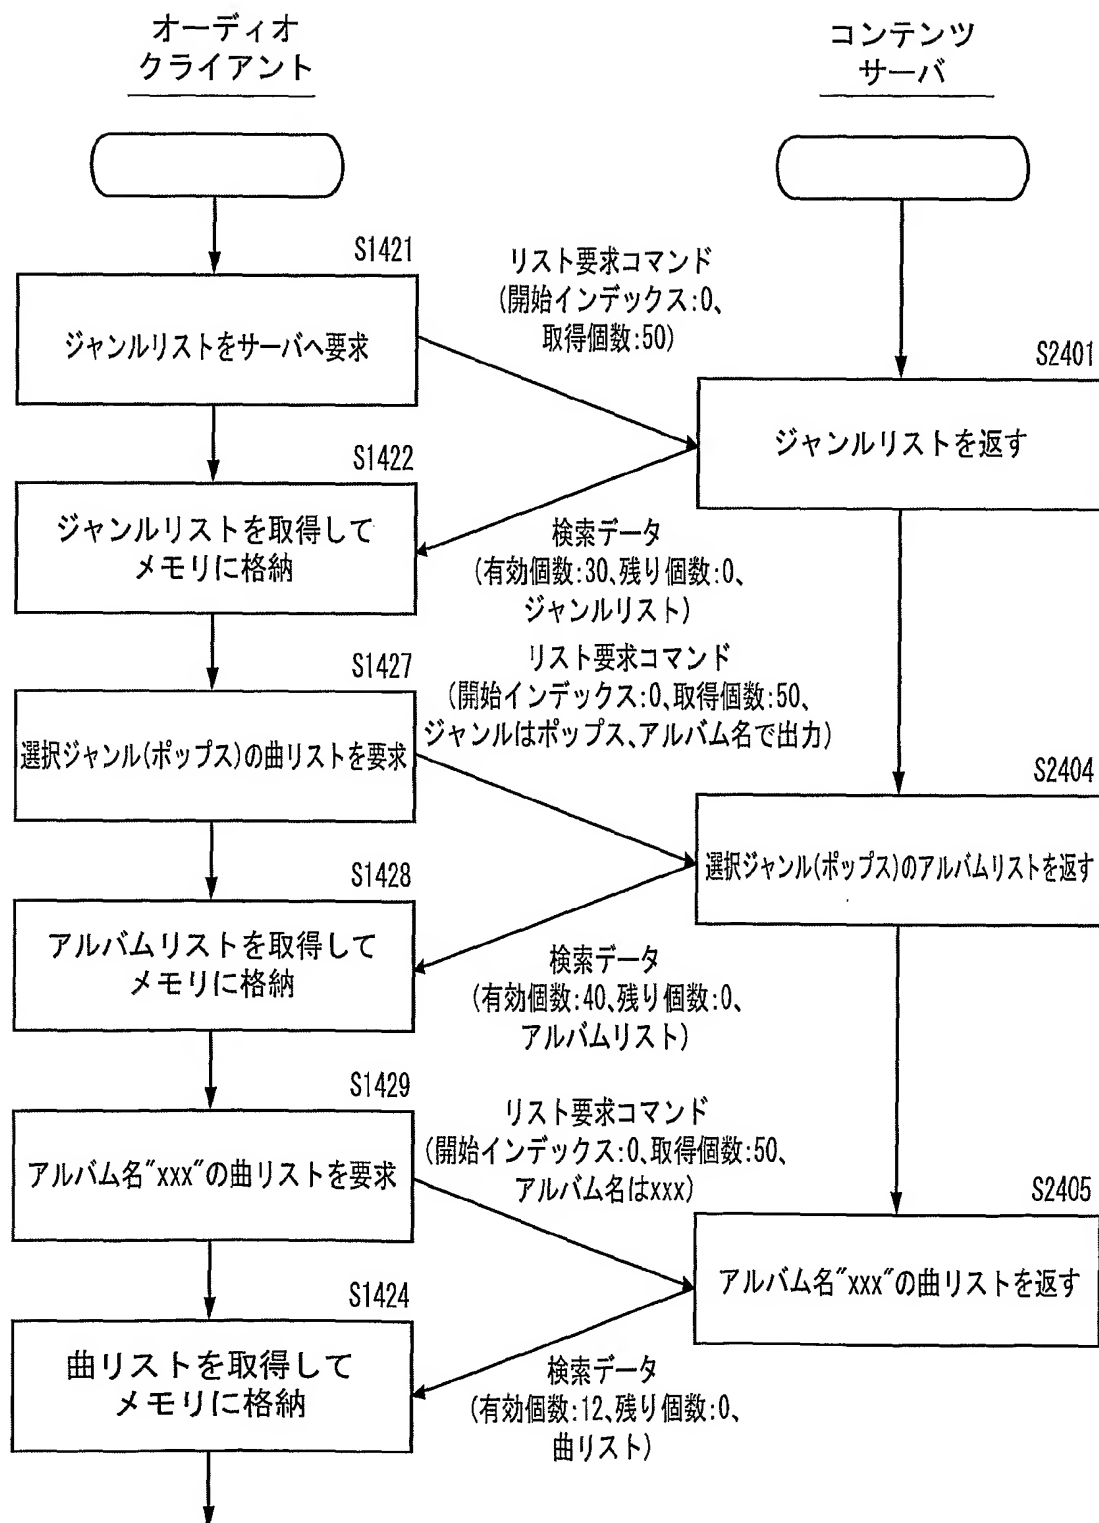 オーディオ
クライアント
コンテンツ
サーバ
S1421
ジャンルリストをサーバへ要求
リスト要求コマンド
(開始インデックス:0、
取得個数:50)
S2401
ジャンルリストを返す
S1422
ジャンルリストを取得して
メモリに格納
検索データ
(有効個数:30、残り個数:0、
ジャンルリスト)
S1427
選択ジャンル(ポップス)の曲リストを要求
リスト要求コマンド
(開始インデックス:0、取得個数:50、
ジャンルはポップス、アルバム名で出力)
S2404
選択ジャンル(ポップス)のアルバムリストを返す
S1428
アルバムリストを取得して
メモリに格納
検索データ
(有効個数:40、残り個数:0、
アルバムリスト)
S1429
アルバム名"xxx"の曲リストを要求
リスト要求コマンド
(開始インデックス:0、取得個数:50、
アルバム名はxxx)
S2405
アルバム名"xxx"の曲リストを返す
S1424
曲リストを取得して
メモリに格納
検索データ
(有効個数:12、残り個数:0、
曲リスト)